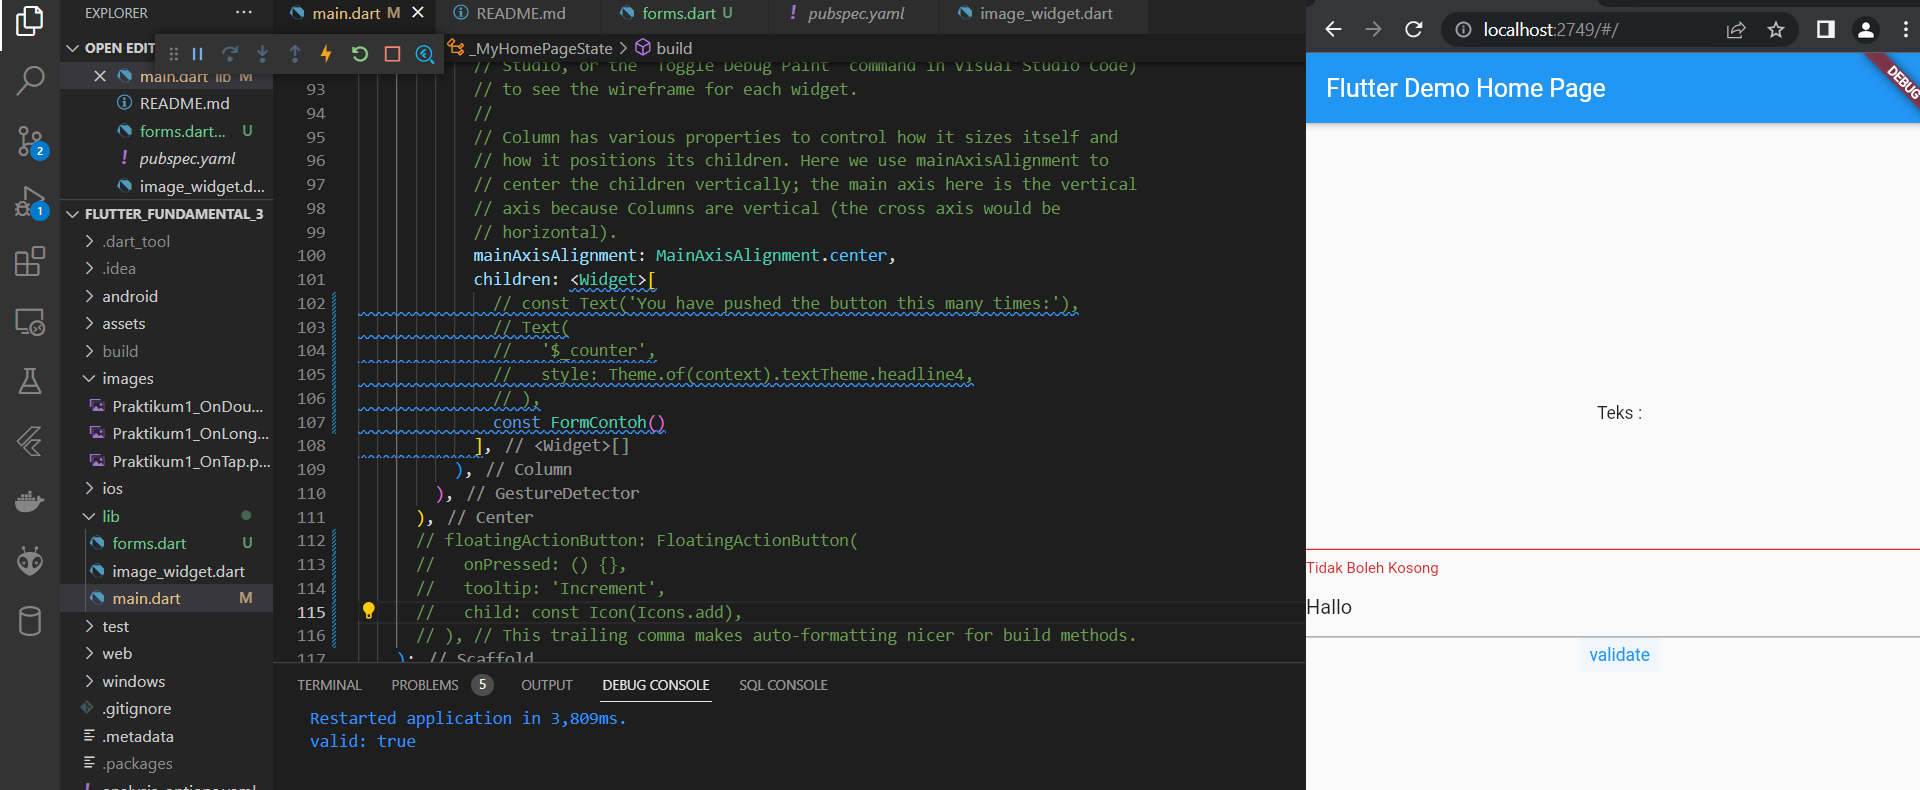 EXPLORER
OPEN EDIT
main.dart lib M
README.md
forms.dart... U
pubspec.yaml
image_widget.d...
FLUTTER_FUNDAMENTAL_3
.dart_tool
.idea
android
assets
build
images
Praktikum1_OnDou...
Praktikum1_OnLong...
Praktikum1_OnTap.p...
ios
lib
forms.dart U
image_widget.dart
main.dart M
test
web
windows
.gitignore
.metadata
.packages
2
1
main.dart M
README.md
forms.dart U
pubspec.yaml
image_widget.dart
_MyHomePageState > build
// Studio, or the "Toggle Debug Paint" command in Visual Studio Code)
93 // to see the wireframe for each widget.
94 //
95 // Column has various properties to control how it sizes itself and
96 // how it positions its children. Here we use mainAxisAlignment to
97 // center the children vertically; the main axis here is the vertical
98 // axis because Columns are vertical (the cross axis would be
99 // horizontal).
100 mainAxisAlignment: MainAxisAlignment.center,
101 children: <Widget>[
102 // const Text('You have pushed the button this many times:'),
103 // Text(
104 //   '$_counter',
105 //   style: Theme.of(context).textTheme.headline4,
106 // ),
107 const FormContoh()
108 ], // <Widget>[]
109 ), // Column
110 ), // GestureDetector
111 ), // Center
112 // floatingActionButton: FloatingActionButton(
113 //   onPressed: () {},
114 //   tooltip: 'Increment',
115 //   child: const Icon(Icons.add),
116 // ), // This trailing comma makes auto-formatting nicer for build methods.
117 ); // Scaffold
TERMINAL PROBLEMS 5 OUTPUT DEBUG CONSOLE SQL CONSOLE
Restarted application in 3,809ms.
valid: true
localhost:2749/#/
Flutter Demo Home Page
DEBUG
Teks :
Tidak Boleh Kosong
Hallo
validate